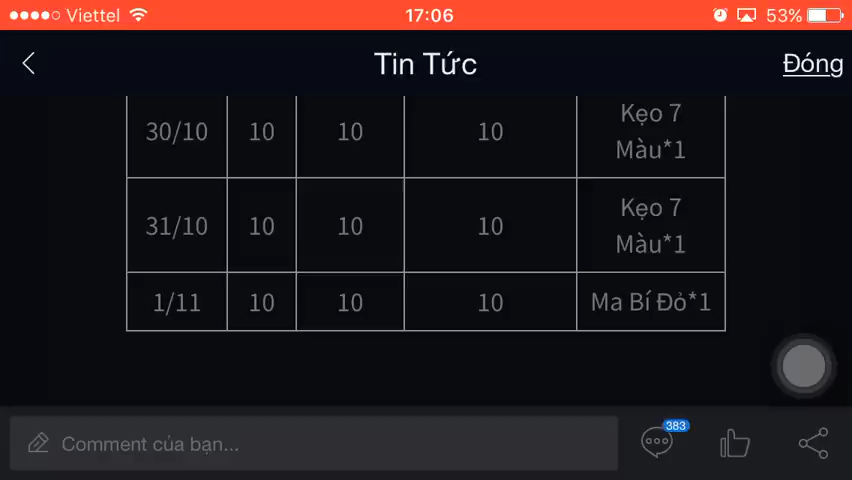 Viettel 17:06 53%
Tin Tức Đóng
30/10 10 10 10 Kẹo 7
Màu*1
31/10 10 10 10 Kẹo 7
Màu*1
1/11 10 10 10 Ma Bí Đỏ*1
383
Comment của bạn...